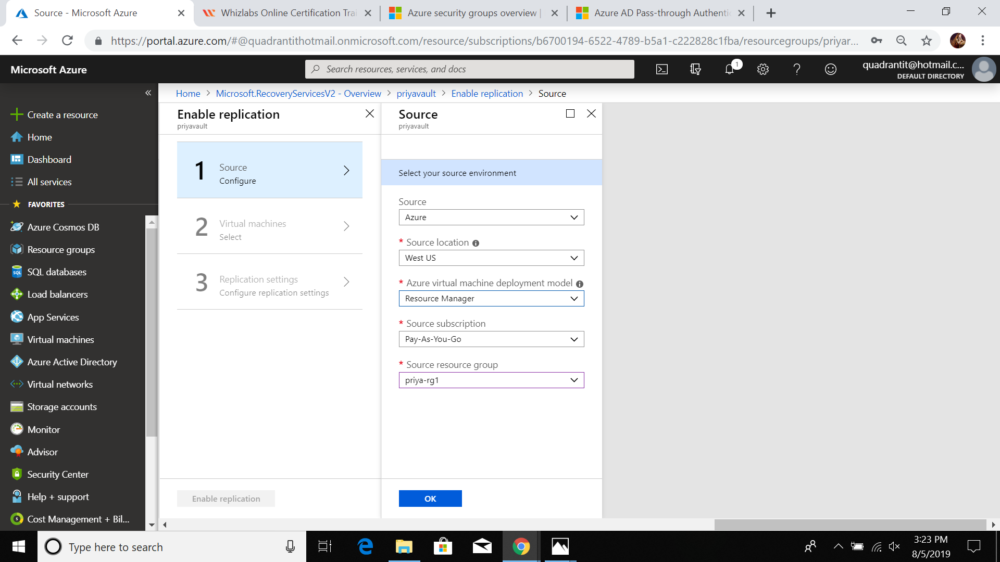 Source - Microsoft Azure
Whizlabs Online Certification Trai
Azure security groups overview |
Azure AD Pass-through Authentic
https://portal.azure.com/#@quadrantithotmail.onmicrosoft.com/resource/subscriptions/b6700194-6522-4789-b5a1-c222828c1fba/resourcegroups/priyar...
Microsoft Azure
Search resources, services, and docs
1
quadrantit@hotmail.c...
DEFAULT DIRECTORY
Home > Microsoft.RecoveryServicesV2 - Overview > priyavault > Enable replication > Source
Create a resource
Home
Dashboard
All services
FAVORITES
Azure Cosmos DB
Resource groups
SQL databases
Load balancers
App Services
Virtual machines
Azure Active Directory
Virtual networks
Storage accounts
Monitor
Advisor
Security Center
Help + support
Cost Management + Bil...
Enable replication
priyavault
1
Source
Configure
2
Virtual machines
Select
3
Replication settings
Configure replication settings
Enable replication
Source
priyavault
Select your source environment
Source
Azure
* Source location
West US
* Azure virtual machine deployment model
Resource Manager
* Source subscription
Pay-As-You-Go
* Source resource group
priya-rg1
OK
Type here to search
3:23 PM
8/5/2019